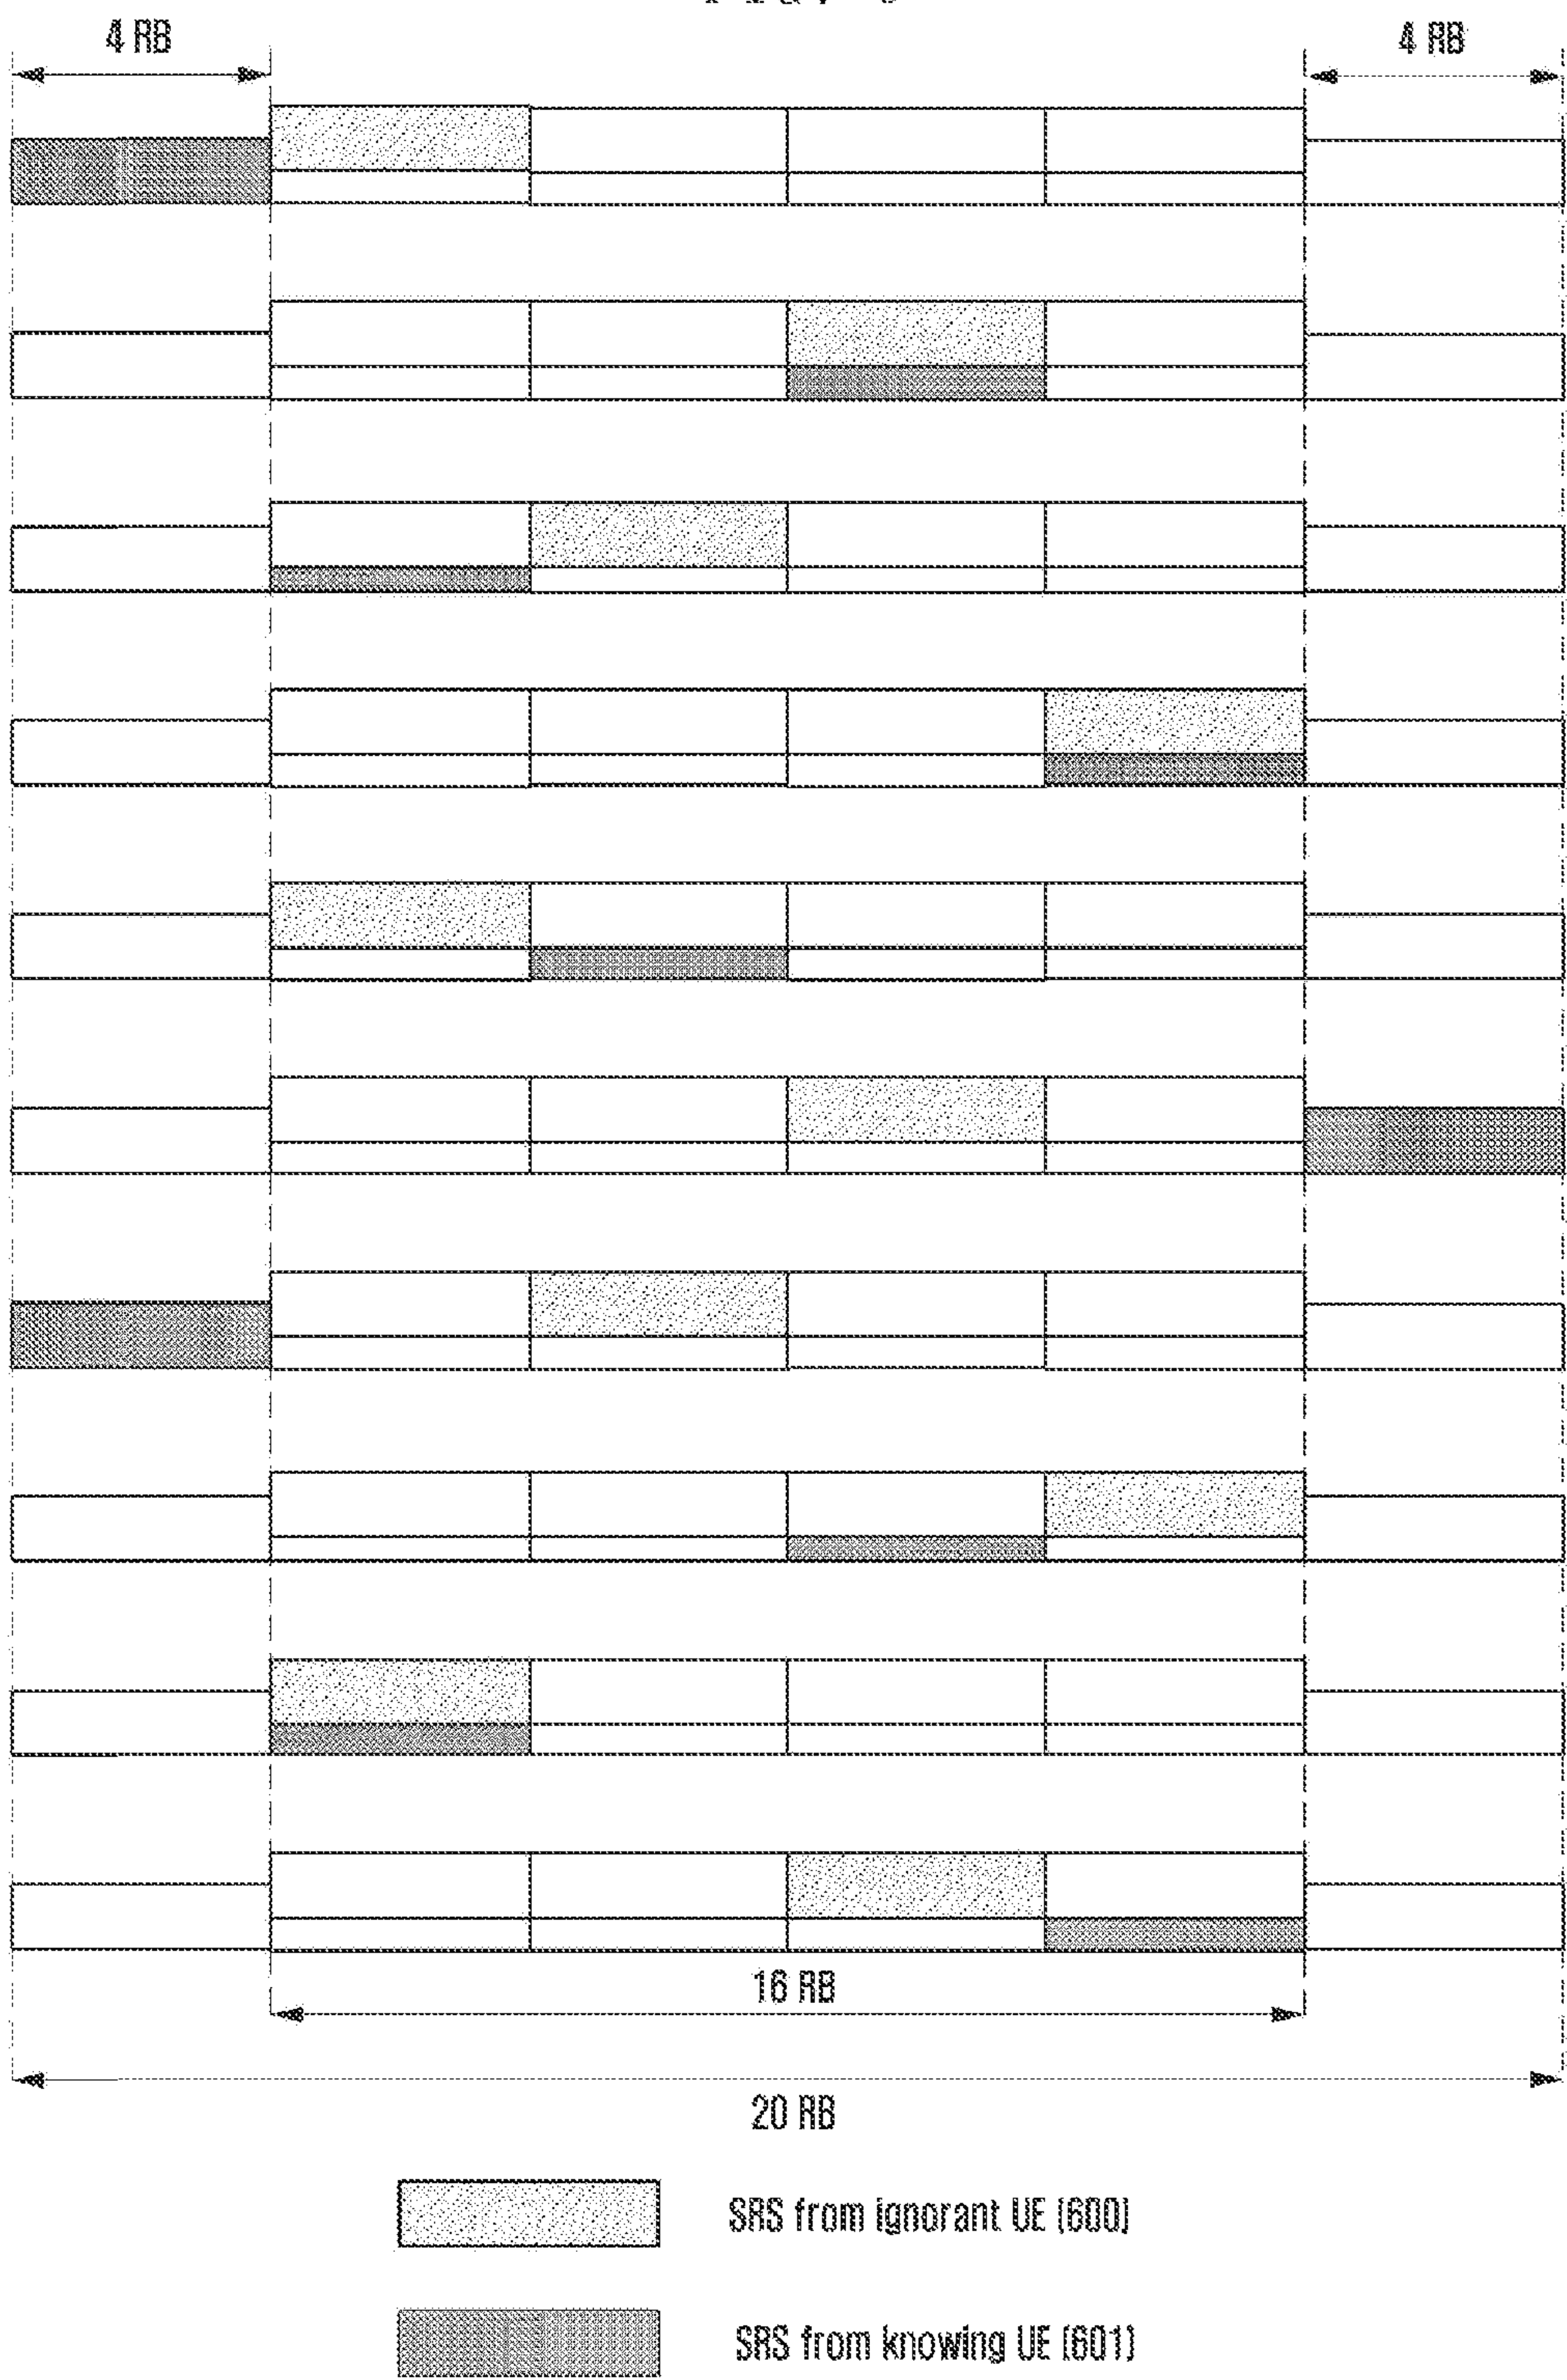 4 RB
4 RB
16 RB
20 RB
SRS from ignorant UE (600)
SRS from knowing UE (601)